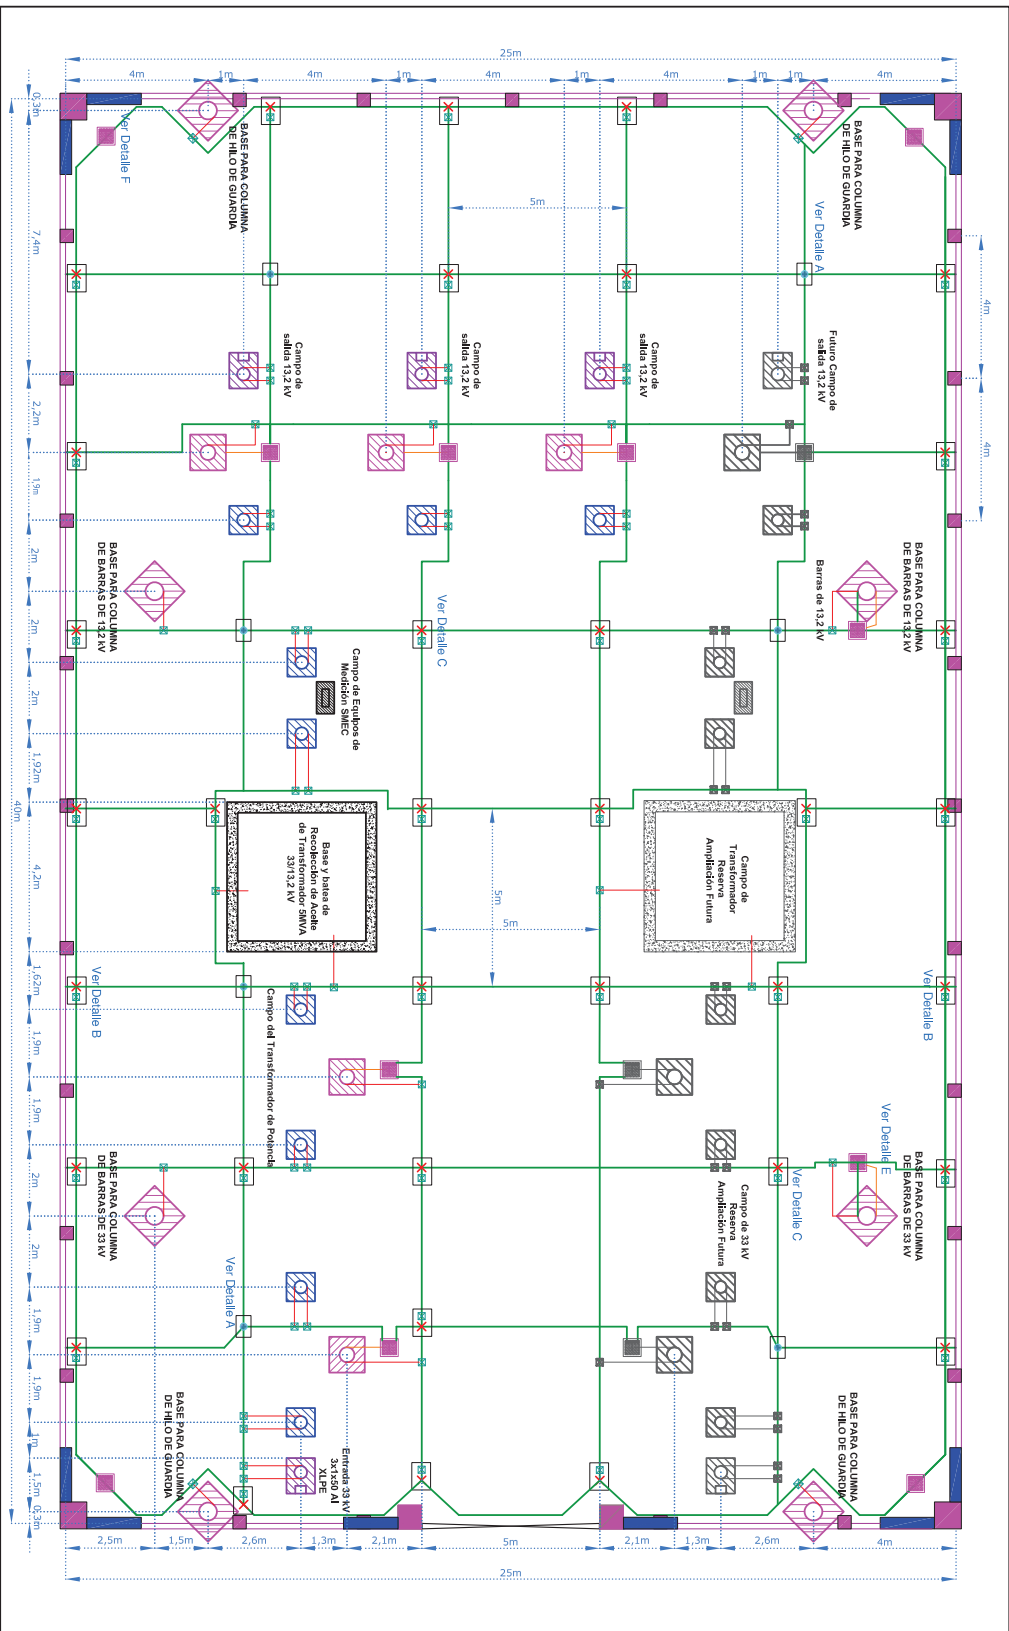 25m
4m
1m
4m
1m
4m
1m
4m
1m
1m
4m
0,3m
7,4m
2,2m
1,9m
2m
2m
2m
1,92m
4,2m
1,62m
1,9m
1,9m
2m
2m
1,9m
1,9m
1m
1,5m
0,3m
40m
Ver Detalle F
BASE PARA COLUMNA
DE HILO DE GUARDIA
BASE PARA COLUMNA
DE HILO DE GUARDIA
Ver Detalle A
5m
4m
4m
Campo de
salida 13,2 kV
Campo de
salida 13,2 kV
Campo de
salida 13,2 kV
Futuro Campo de
salida 13,2 kV
BASE PARA COLUMNA
DE BARRAS DE 13,2 kV
Ver Detalle C
Barras de 13,2 kV
BASE PARA COLUMNA
DE BARRAS DE 13,2 kV
Campo de Equipos de
Medición SMEC
Base y batea de
Recolección de Aceite
de Transformador 5MVA
33/13,2 kV
5m
5m
Campo de
Transformador
Reserva
Ampliación Futura
Ver Detalle B
Ver Detalle B
Campo del Transformador de Potencia
Ver Detalle E
BASE PARA COLUMNA
DE BARRAS DE 33 kV
BASE PARA COLUMNA
DE BARRAS DE 33 kV
Ver Detalle C
Campo de 33 kV
Reserva
Ampliación Futura
Ver Detalle A
BASE PARA COLUMNA
DE HILO DE GUARDIA
Entrada 33 kV
3x1x50 Al
XLPE
BASE PARA COLUMNA
DE HILO DE GUARDIA
2,5m
1,5m
2,6m
1,3m
2,1m
5m
2,1m
1,3m
2,6m
4m
25m